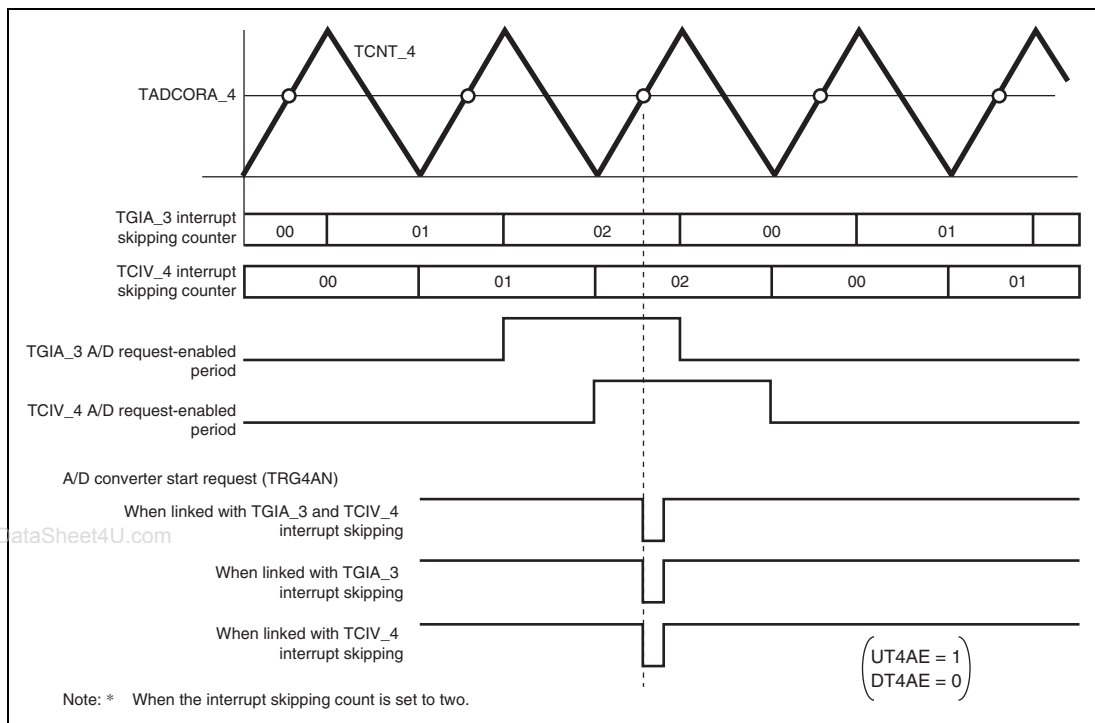 TCNT_4
TADCORA_4
TGIA_3 interrupt
skipping counter
00 01 02 00 01
TCIV_4 interrupt
skipping counter
00 01 02 00 01
TGIA_3 A/D request-enabled
period
TCIV_4 A/D request-enabled
period
A/D converter start request (TRG4AN)
When linked with TGIA_3 and TCIV_4
interrupt skipping
DataSheet4U.com
When linked with TGIA_3
interrupt skipping
When linked with TCIV_4
interrupt skipping
UT4AE = 1
DT4AE = 0
Note: * When the interrupt skipping count is set to two.